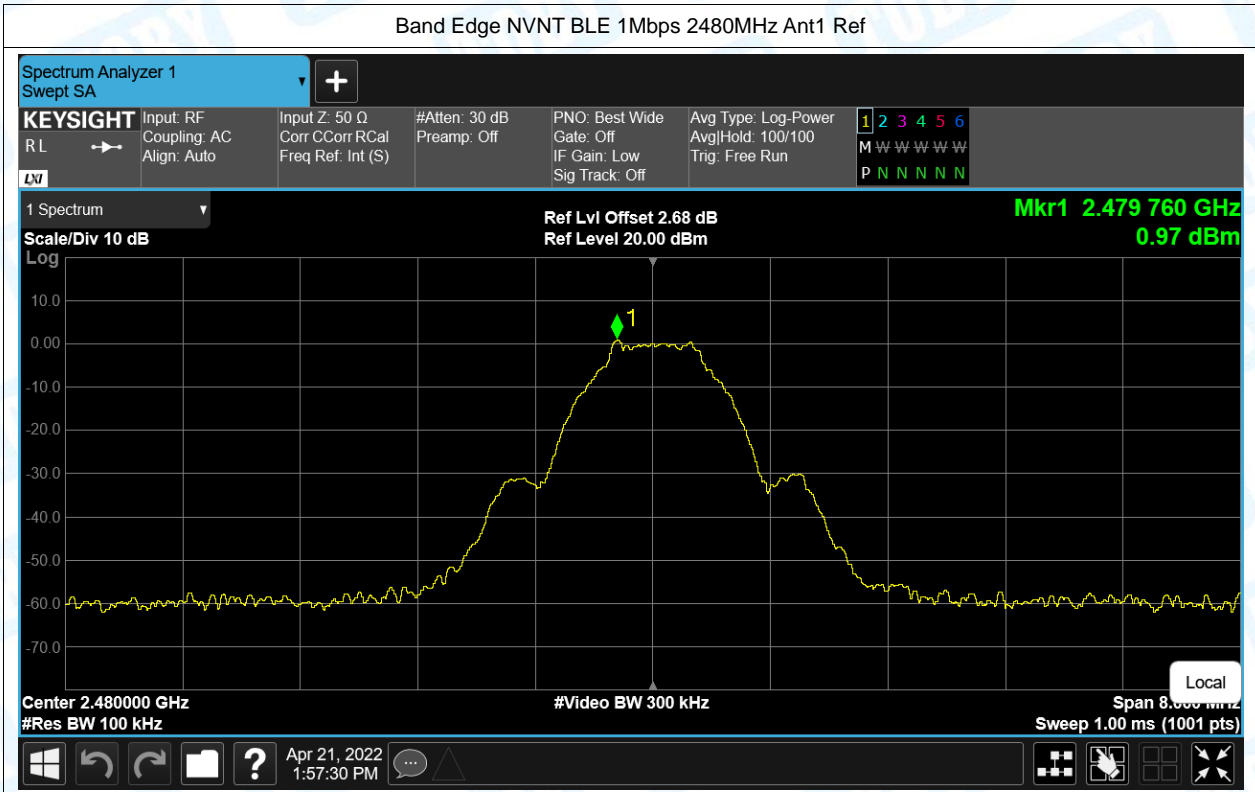 Band Edge NVNT BLE 1Mbps 2480MHz Ant1 Ref
Spectrum Analyzer 1
Swept SA
+
KEYSIGHT
R L
LXI
Input: RF
Coupling: AC
Align: Auto
Input Z: 50 Ω
Corr CCorr RCal
Freq Ref: Int (S)
#Atten: 30 dB
Preamp: Off
PNO: Best Wide
Gate: Off
IF Gain: Low
Sig Track: Off
Avg Type: Log-Power
Avg|Hold: 100/100
Trig: Free Run
1 2 3 4 5 6
M W W W W W
P N N N N N
1 Spectrum
Scale/Div 10 dB
Ref Lvl Offset 2.68 dB
Ref Level 20.00 dBm
Mkr1 2.479 760 GHz
0.97 dBm
Log
10.0
0.00
-10.0
-20.0
-30.0
-40.0
-50.0
-60.0
-70.0
1
Local
Center 2.480000 GHz
#Video BW 300 kHz
Span 8.000 MHz
#Res BW 100 kHz
Sweep 1.00 ms (1001 pts)
?
Apr 21, 2022
1:57:30 PM